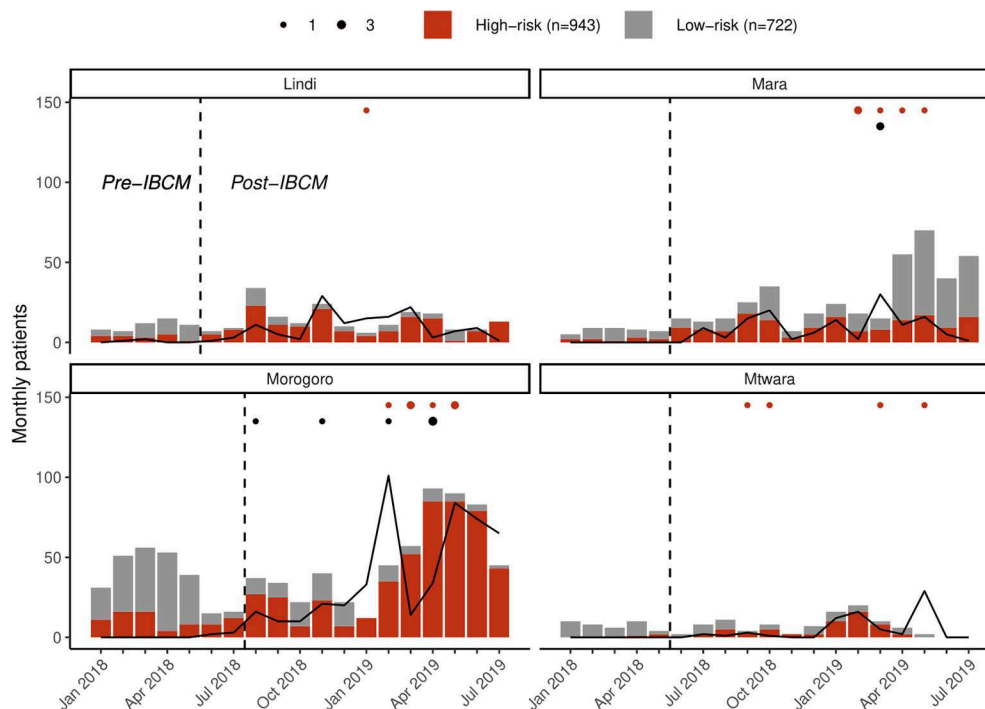 1 3 High−risk (n=943) Low−risk (n=722)
Lindi Mara
150
100
50
0
Pre−IBCM Post−IBCM
Morogoro Mtwara
150
100
50
0
Monthly patients
Jan 2018 Apr 2018 Jul 2018 Oct 2018 Jan 2019 Apr 2019 Jul 2019 Jan 2018 Apr 2018 Jul 2018 Oct 2018 Jan 2019 Apr 2019 Jul 2019